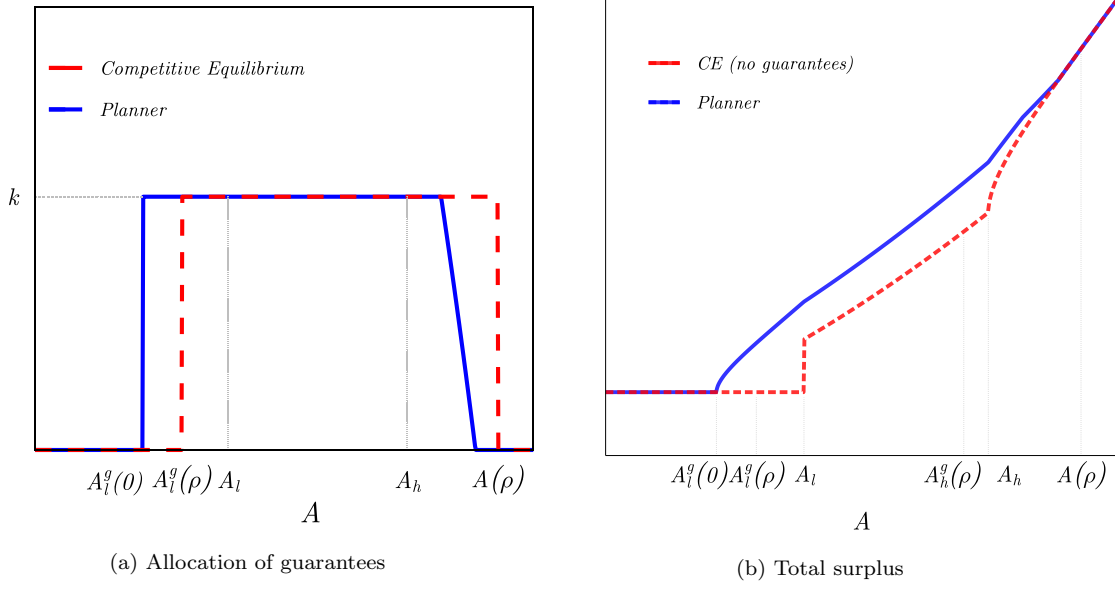 Competitive Equilibrium
Planner
k
A_l^g(0) A_l^g(ρ) A_l A_h A(ρ)
A
(a) Allocation of guarantees
CE (no guarantees)
Planner
A_l^g(0) A_l^g(ρ) A_l A_h^g(ρ) A_h A(ρ)
A
(b) Total surplus